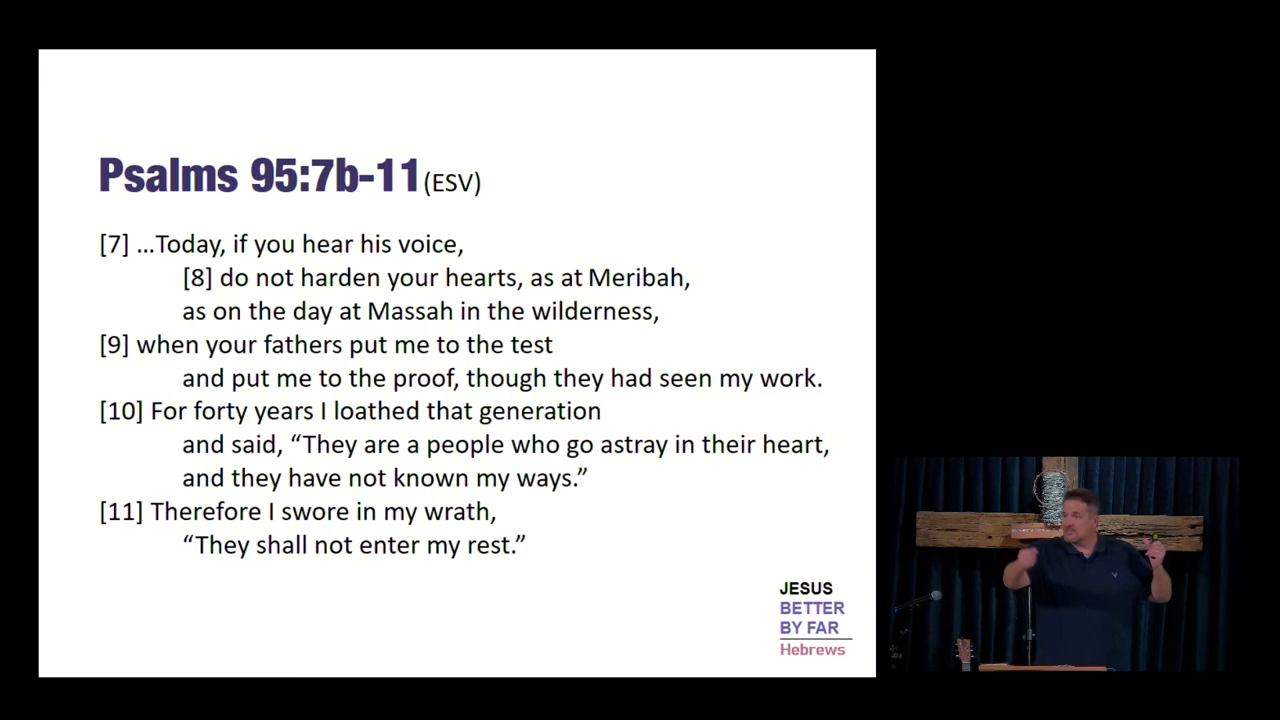 Psalms 95:7b-11(ESV)
[7] …Today, if you hear his voice,
[8] do not harden your hearts, as at Meribah,
as on the day at Massah in the wilderness,
[9] when your fathers put me to the test
and put me to the proof, though they had seen my work.
[10] For forty years I loathed that generation
and said, “They are a people who go astray in their heart,
and they have not known my ways.”
[11] Therefore I swore in my wrath,
“They shall not enter my rest.”
JESUS
BETTER
BY FAR
Hebrews